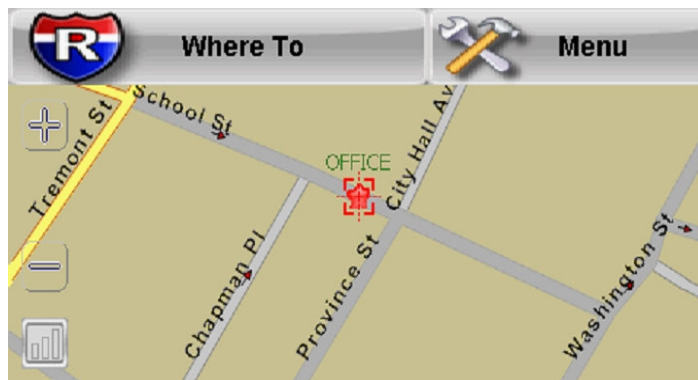 R
Where To
Menu
School St
Tremont St
OFFICE
City Hall Av
Chapman Pl
Province St
Washington St